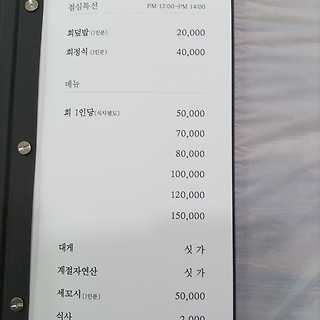 점심특선 PM 12:00~PM 14:00
회덮밥(1인분) 20,000
회정식(1인분) 40,000
메뉴
회 1인당(식사별도) 50,000
70,000
80,000
100,000
120,000
150,000
대게 싯가
계절자연산 싯가
세꼬시(1인분) 50,000
식사 2,000